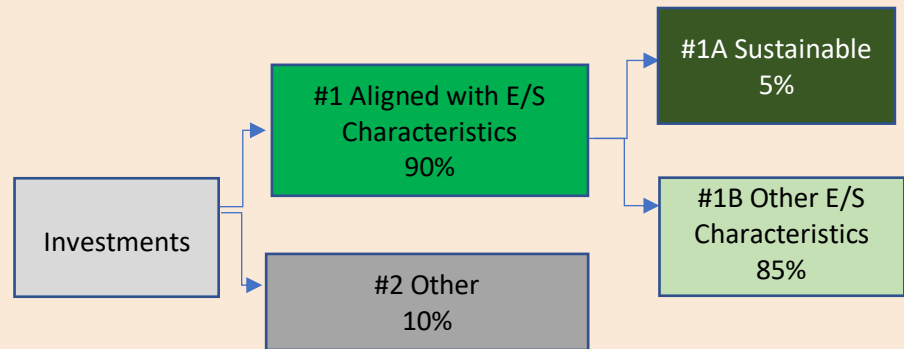 Investments
#1 Aligned with E/S
Characteristics
90%
#2 Other
10%
#1A Sustainable
5%
#1B Other E/S
Characteristics
85%